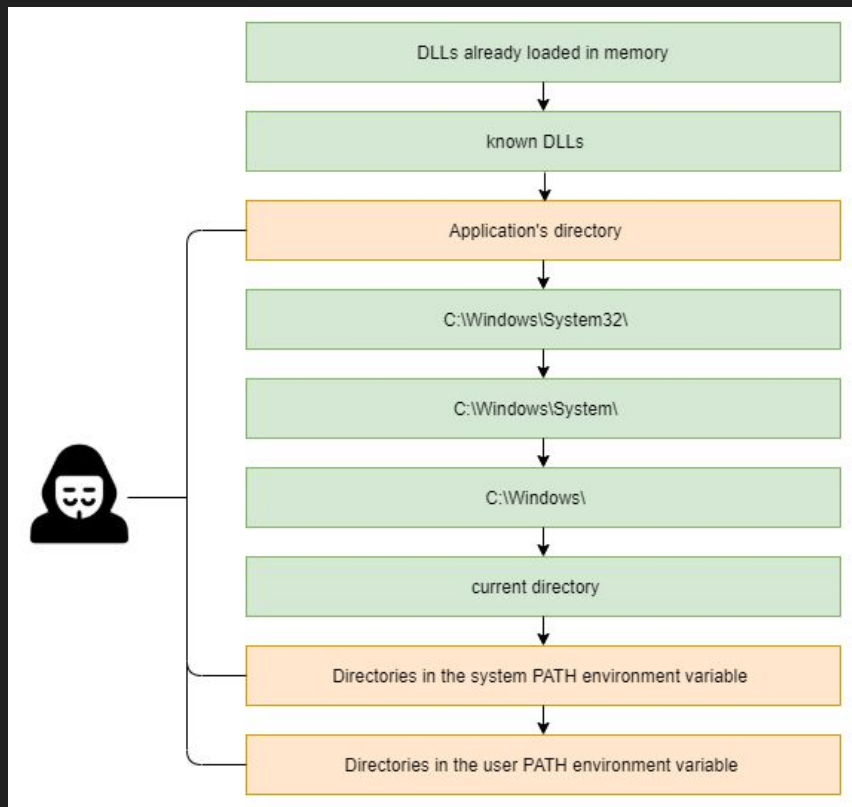 DLLs already loaded in memory
known DLLs
Application's directory
C:\Windows\System32\
C:\Windows\System\
C:\Windows\
current directory
Directories in the system PATH environment variable
Directories in the user PATH environment variable